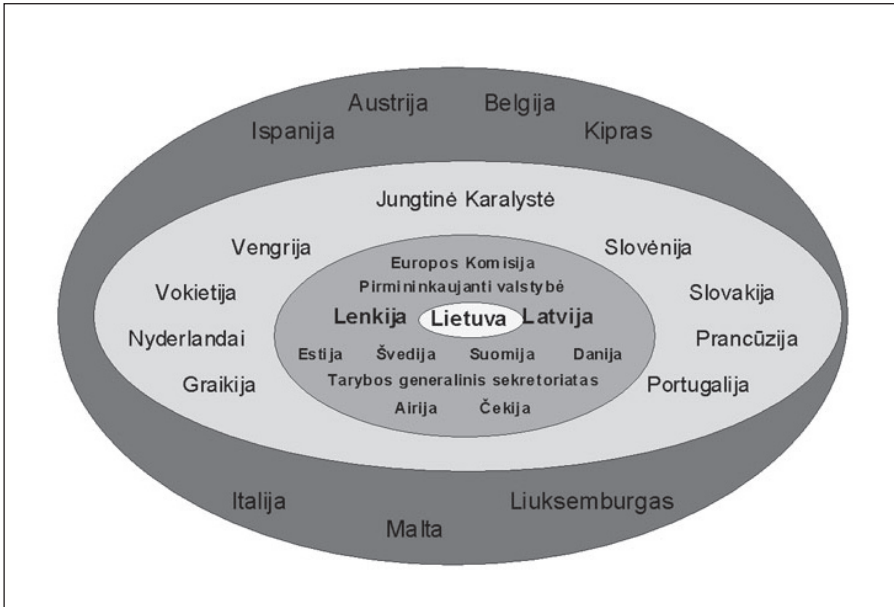 Austrija Belgija
Ispanija Kipras
Jungtinė Karalystė
Vengrija Slovėnija
Europos Komisija
Pirmininkaujanti valstybė
Vokietija Slovakija
Lenkija Lietuva Latvija
Nyderlandai Prancūzija
Estija Švedija Suomija Danija
Tarybos generalinis sekretoriatas
Graikija Portugalija
Airija Čekija
Italija Liuksemburgas
Malta